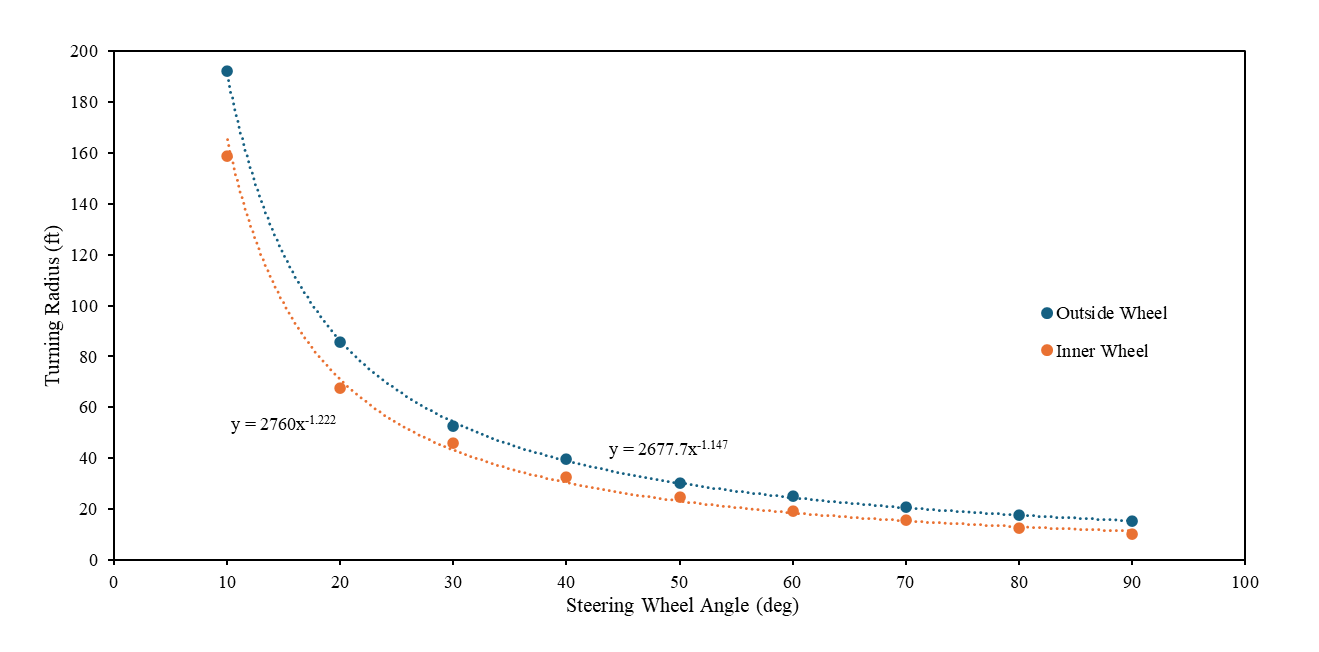 200
180
160
140
120
100
80
60
40
20
0
Turning Radius (ft)
Outside Wheel
Inner Wheel
y = 2760x^-1.222
y = 2677.7x^-1.147
0 10 20 30 40 50 60 70 80 90 100
Steering Wheel Angle (deg)